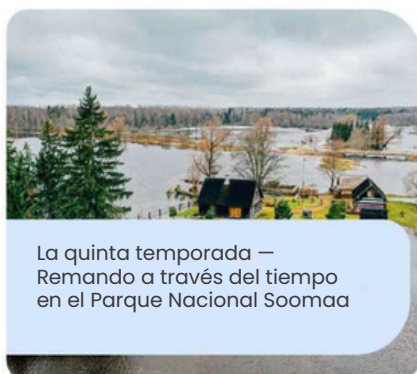 La quinta temporada —
Remando a través del tiempo
en el Parque Nacional Soomaa